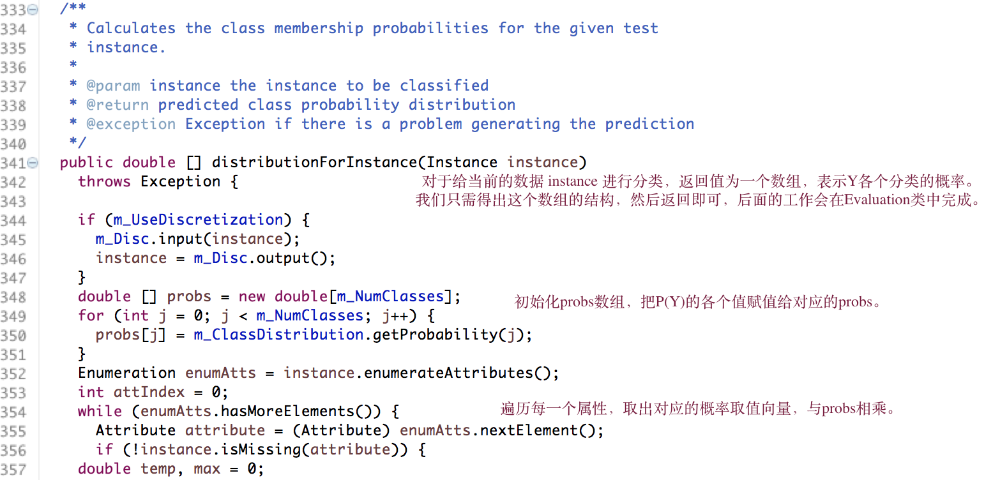 333 /**
334 * Calculates the class membership probabilities for the given test
335 * instance.
336 *
337 * @param instance the instance to be classified
338 * @return predicted class probability distribution
339 * @exception Exception if there is a problem generating the prediction
340 */
341 public double [] distributionForInstance(Instance instance)
342 throws Exception { 对于给当前的数据 instance 进行分类，返回值为一个数组，表示Y各个分类的概率。
343 我们只需得出这个数组的结构，然后返回即可，后面的工作会在Evaluation类中完成。
344 if (m_UseDiscretization) {
345 m_Disc.input(instance);
346 instance = m_Disc.output();
347 }
348 double [] probs = new double[m_NumClasses]; 初始化probs数组，把P(Y)的各个值赋值给对应的probs。
349 for (int j = 0; j < m_NumClasses; j++) {
350 probs[j] = m_ClassDistribution.getProbability(j);
351 }
352 Enumeration enumAtts = instance.enumerateAttributes();
353 int attIndex = 0;
354 while (enumAtts.hasMoreElements()) { 遍历每一个属性，取出对应的概率取值向量，与probs相乘。
355 Attribute attribute = (Attribute) enumAtts.nextElement();
356 if (!instance.isMissing(attribute)) {
357 double temp, max = 0;